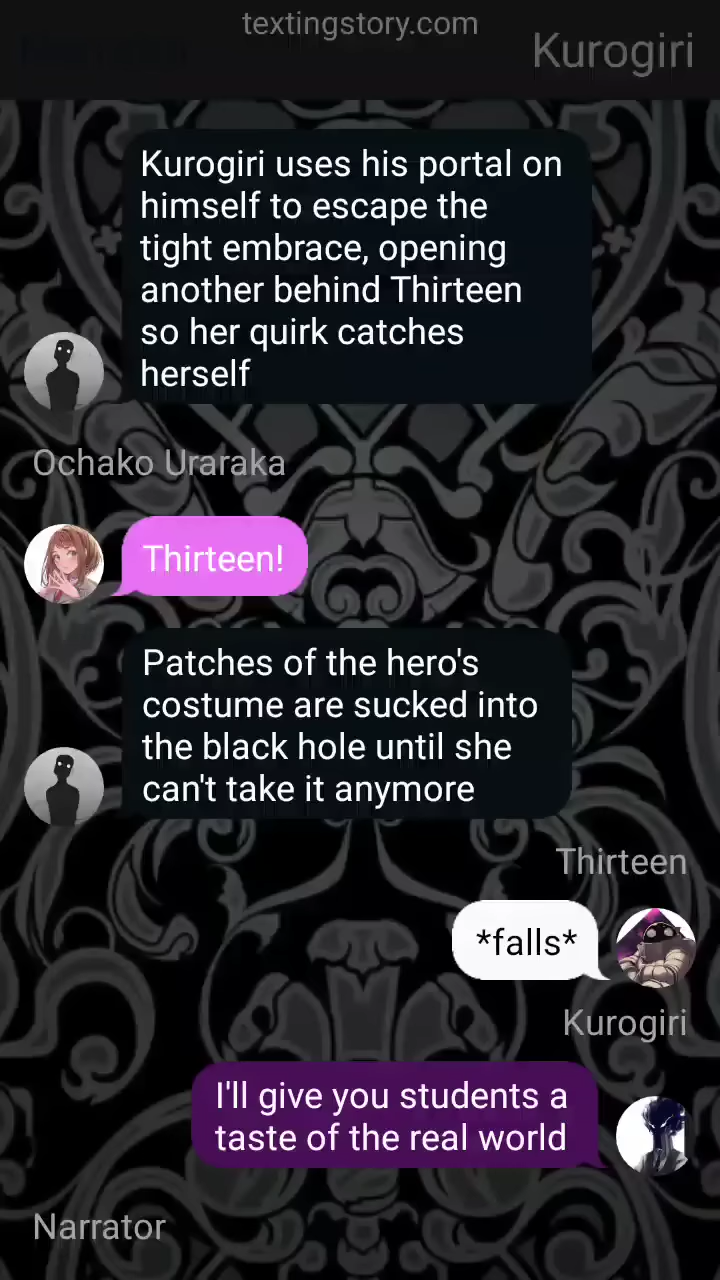 textingstory.com
Kurogiri
Kurogiri uses his portal on
himself to escape the
tight embrace, opening
another behind Thirteen
so her quirk catches
herself
Ochako Uraraka
Thirteen!
Patches of the hero's
costume are sucked into
the black hole until she
can't take it anymore
Thirteen
*falls*
Kurogiri
I'll give you students a
taste of the real world
Narrator